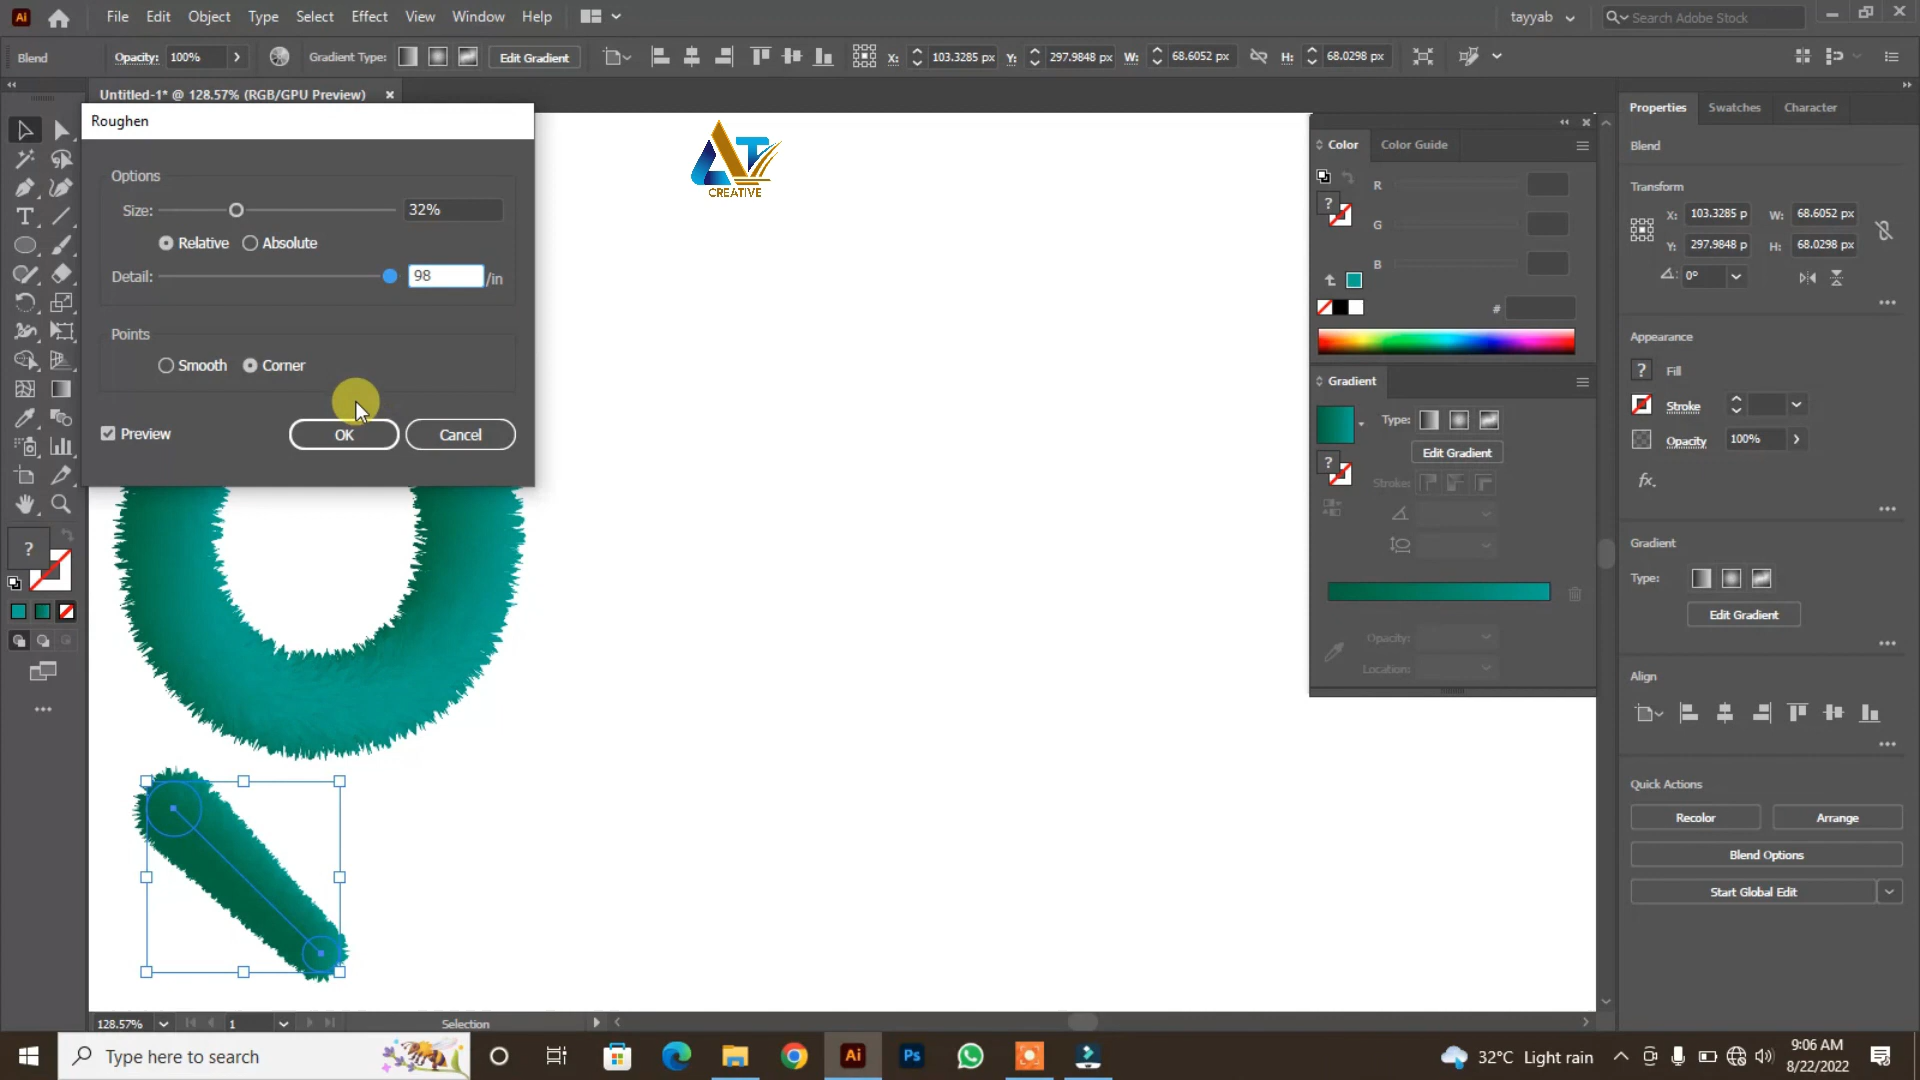 Ai File Edit Object Type Select Effect View Window Help tayyab Search Adobe Stock
Blend Opacity: 100% Gradient Type: Edit Gradient X: 103.3285 px Y: 297.9848 px W: 68.6052 px H: 68.0298 px
Untitled-1* @ 128.57% (RGB/GPU Preview)
Roughen
Options
Size: 32%
Relative Absolute
Detail: 98 /in
Points
Smooth Corner
Preview OK Cancel
AT
CREATIVE
Color Color Guide
R
G
B
#
Gradient
Type:
Edit Gradient
Stroke:
Opacity:
Location:
Properties Swatches Character
Blend
Transform
X: 103.3285 p W: 68.6052 px
Y: 297.9848 p H: 68.0298 px
0°
Appearance
? Fill
Stroke
Opacity 100%
fx.
Gradient
Type:
Edit Gradient
Align
Quick Actions
Recolor Arrange
Blend Options
Start Global Edit
128.57% 1 Selection
Type here to search Ai Ps 32°C Light rain 9:06 AM
8/22/2022